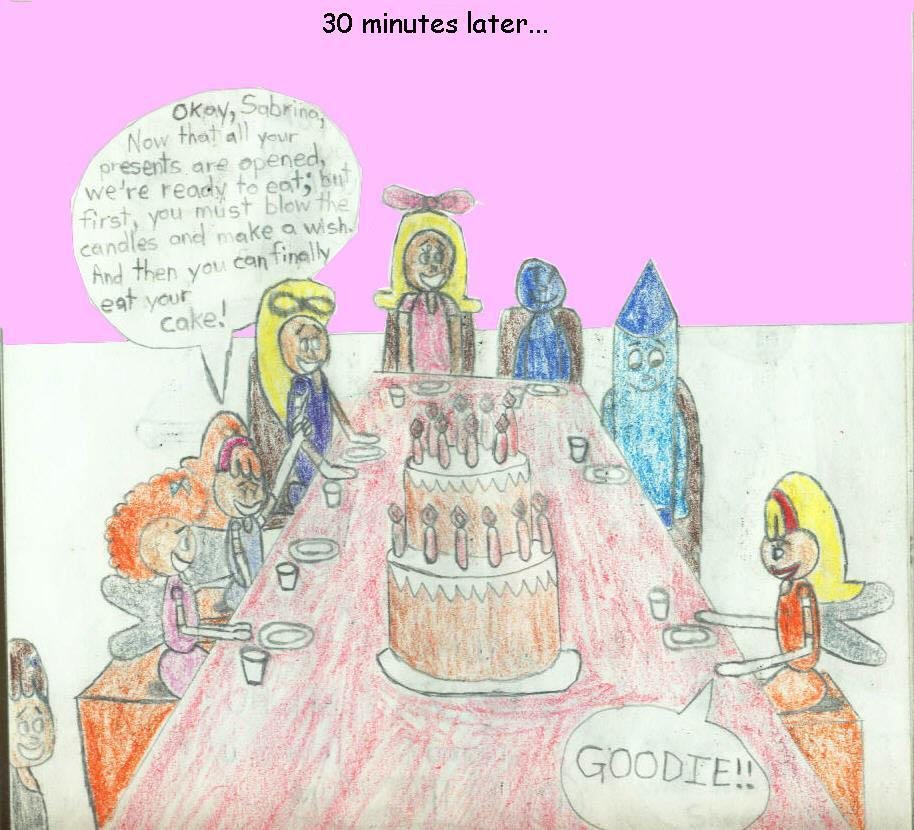 30 minutes later...
Okay, Sabrina,
Now that all your
presents are opened,
we're ready to eat; but
first, you must blow the
candles and make a wish.
And then you can finally
eat your
cake!
GOODIE!!